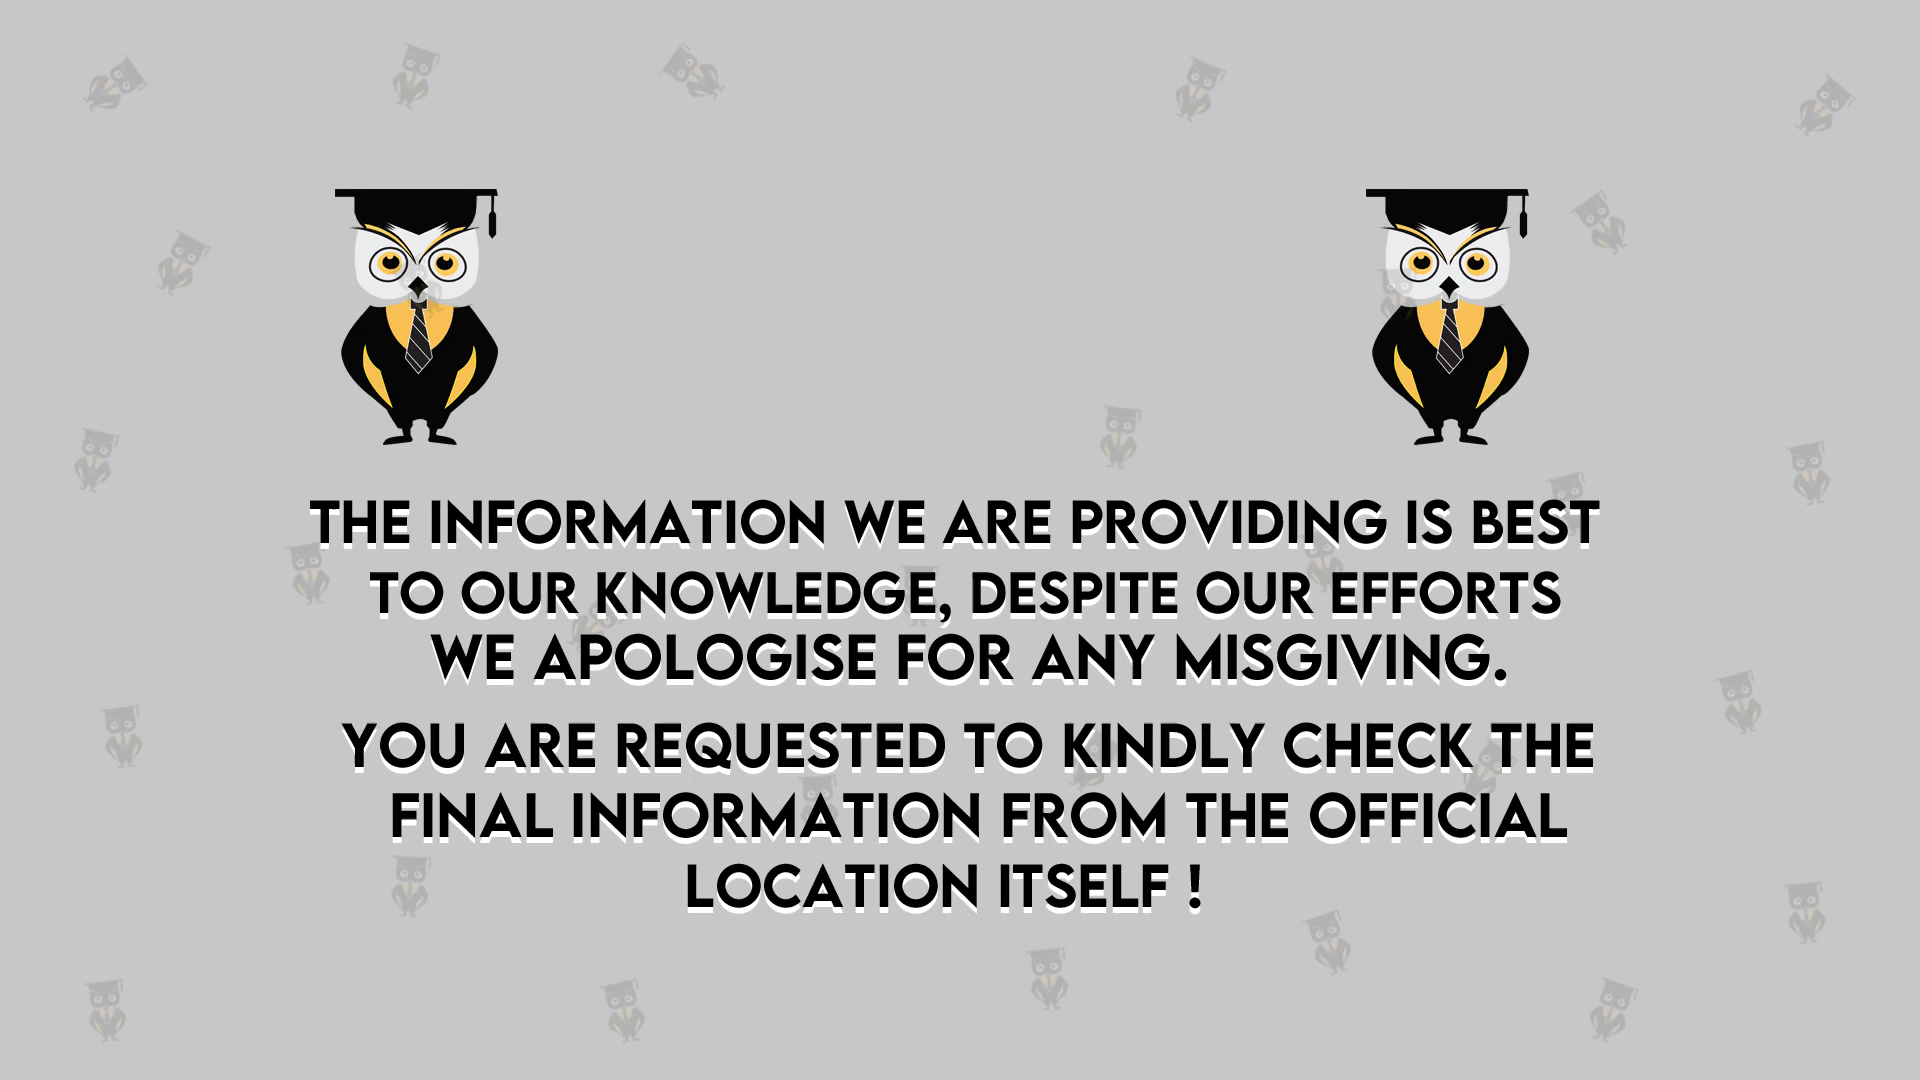 THE INFORMATION WE ARE PROVIDING IS BEST
TO OUR KNOWLEDGE, DESPITE OUR EFFORTS
WE APOLOGISE FOR ANY MISGIVING.
YOU ARE REQUESTED TO KINDLY CHECK THE
FINAL INFORMATION FROM THE OFFICIAL
LOCATION ITSELF !